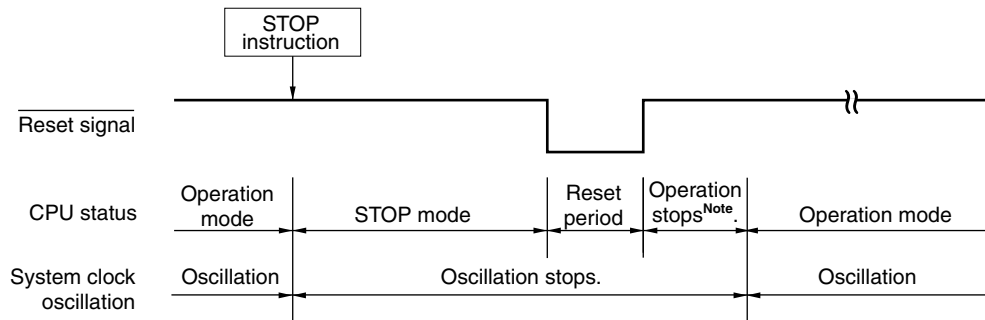 STOP
instruction
Reset signal
Operation
mode
STOP mode
Reset
period
Operation
stopsNote.
Operation mode
CPU status
System clock
oscillation
Oscillation
Oscillation stops.
Oscillation